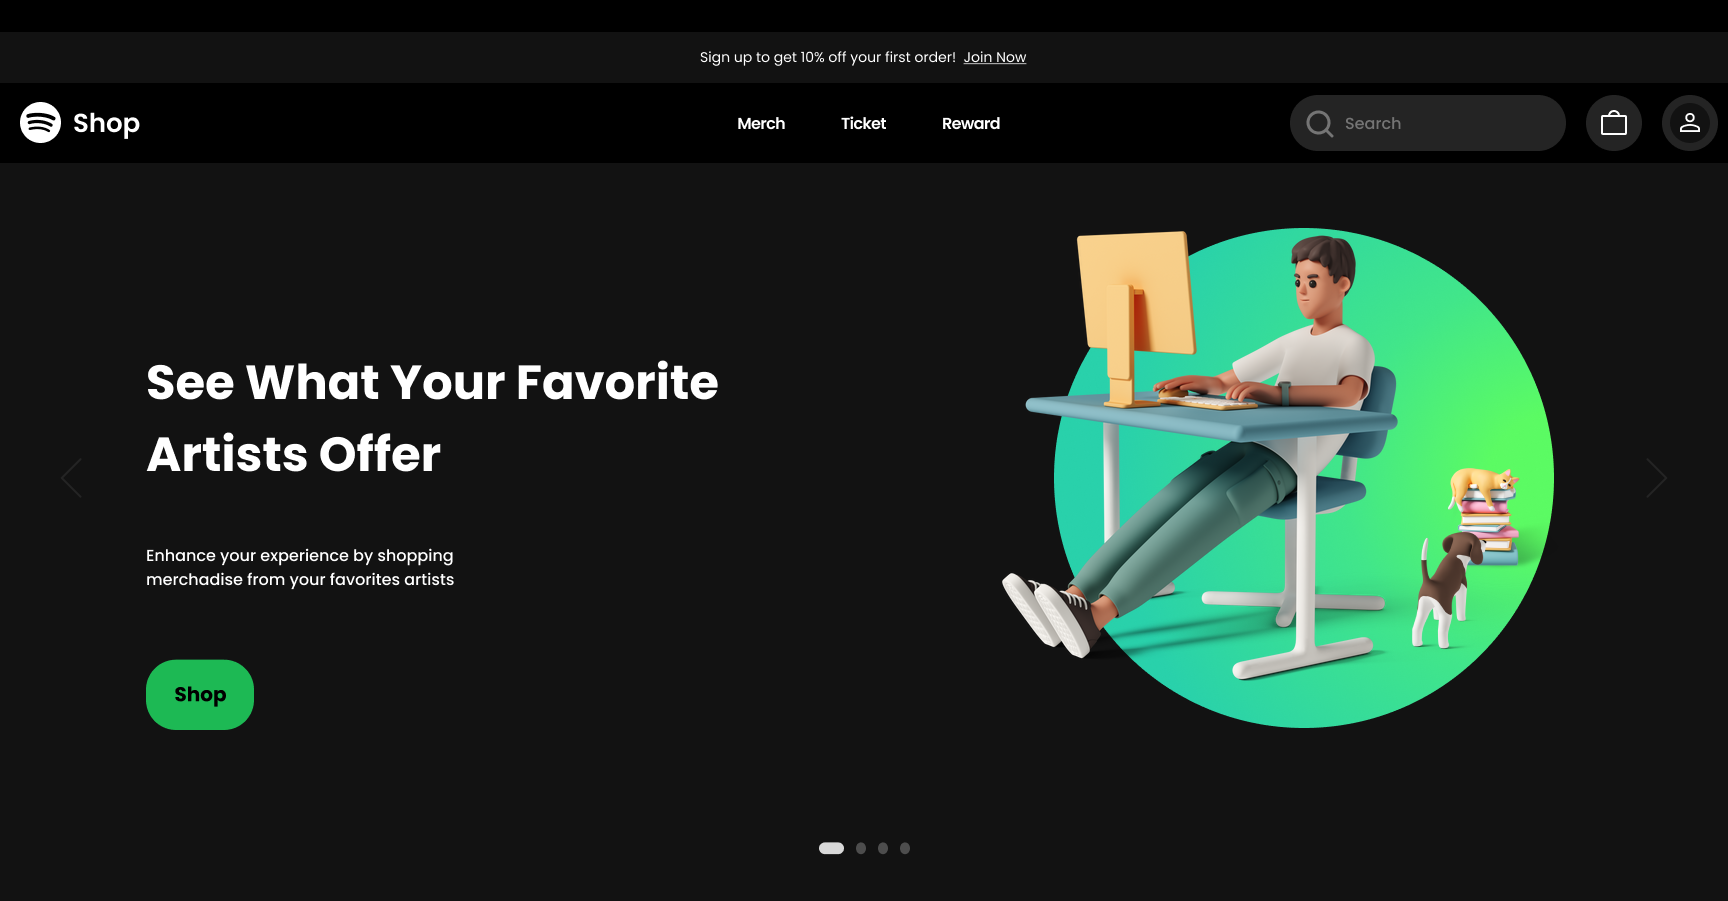 Sign up to get 10% off your first order! Join Now
Shop
Merch
Ticket
Reward
Search
See What Your Favorite
Artists Offer
Enhance your experience by shopping
merchadise from your favorites artists
Shop